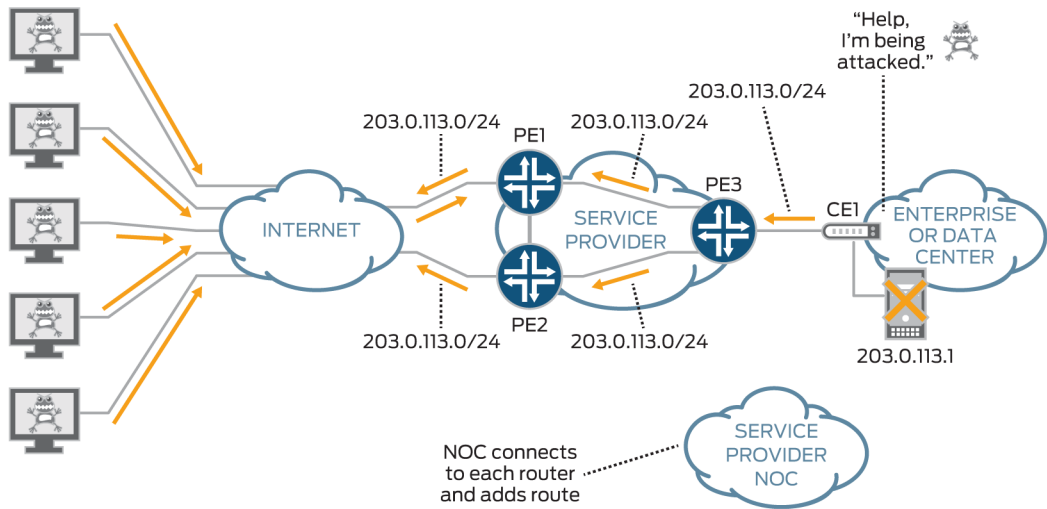 “Help,
I’m being
attacked.”
203.0.113.0/24
203.0.113.0/24
PE1
203.0.113.0/24
PE3
CE1
INTERNET
SERVICE
PROVIDER
ENTERPRISE
OR DATA
CENTER
PE2
203.0.113.0/24
203.0.113.0/24
203.0.113.1
SERVICE
PROVIDER
NOC
NOC connects
to each router
and adds route